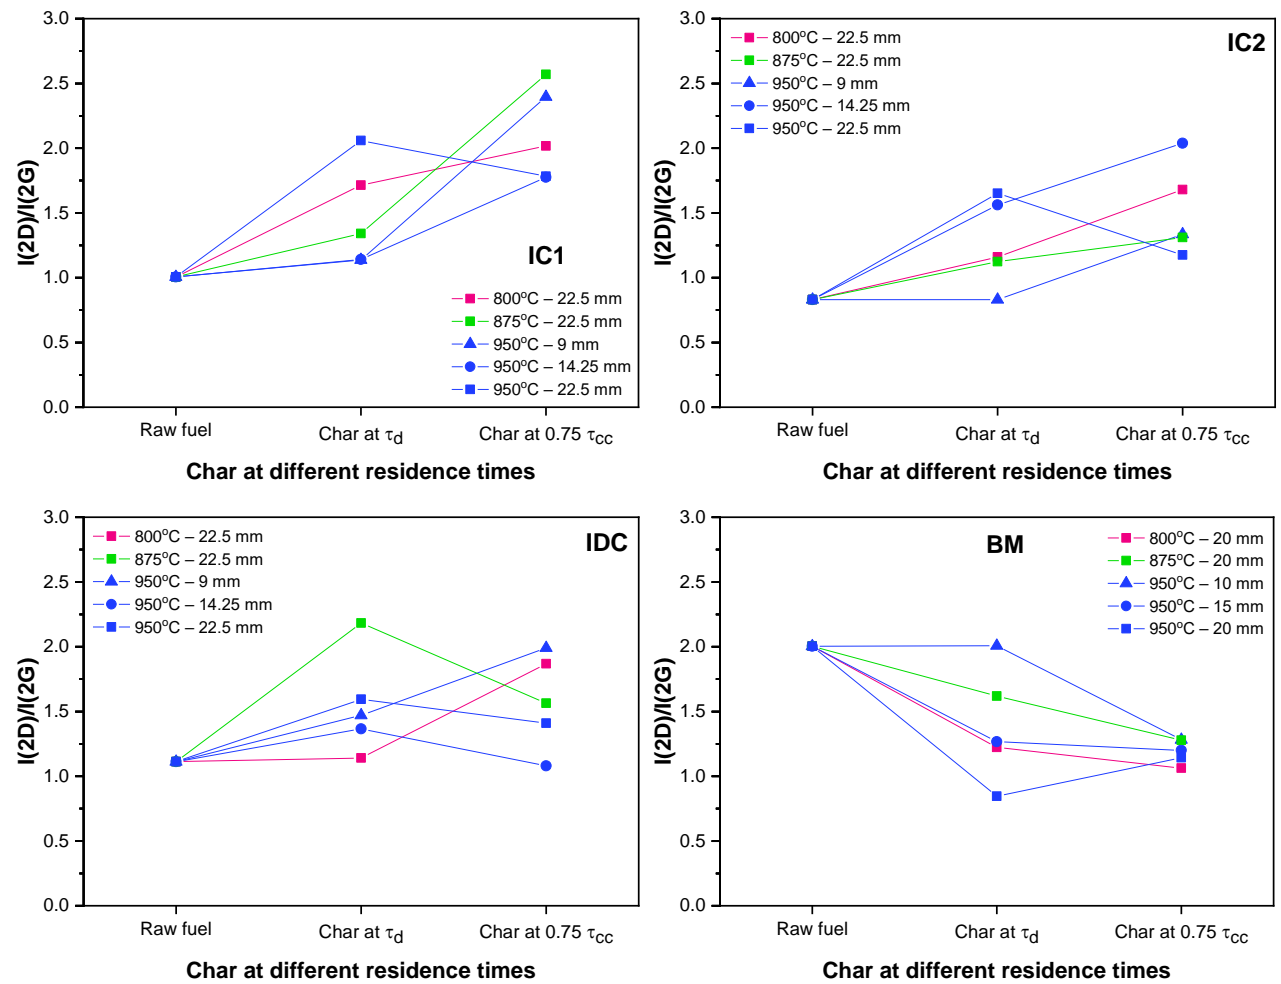 3.0
2.5
2.0
1.5
1.0
0.5
0.0
I(2D)/I(2G)
IC1
800°C – 22.5 mm
875°C – 22.5 mm
950°C – 9 mm
950°C – 14.25 mm
950°C – 22.5 mm
Raw fuel Char at τd Char at 0.75 τcc
Char at different residence times
3.0
2.5
2.0
1.5
1.0
0.5
0.0
I(2D)/I(2G)
IC2
800°C – 22.5 mm
875°C – 22.5 mm
950°C – 9 mm
950°C – 14.25 mm
950°C – 22.5 mm
Raw fuel Char at τd Char at 0.75 τcc
Char at different residence times
3.0
2.5
2.0
1.5
1.0
0.5
0.0
I(2D)/I(2G)
IDC
800°C – 22.5 mm
875°C – 22.5 mm
950°C – 9 mm
950°C – 14.25 mm
950°C – 22.5 mm
Raw fuel Char at τd Char at 0.75 τcc
Char at different residence times
3.0
2.5
2.0
1.5
1.0
0.5
0.0
I(2D)/I(2G)
BM
800°C – 20 mm
875°C – 20 mm
950°C – 10 mm
950°C – 15 mm
950°C – 20 mm
Raw fuel Char at τd Char at 0.75 τcc
Char at different residence times